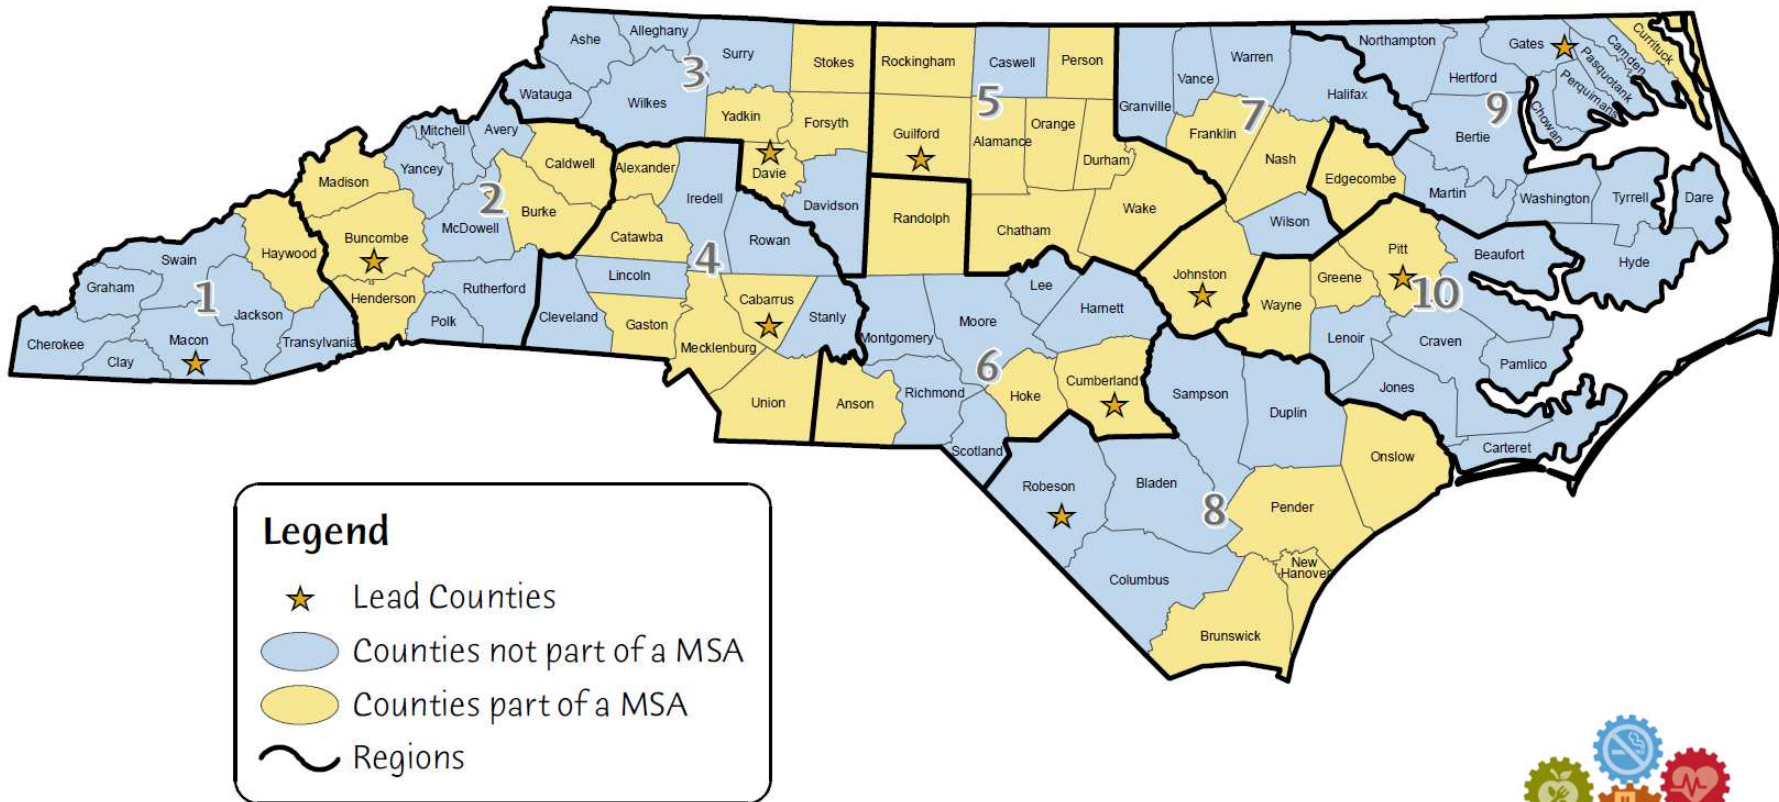 Ashe
Alleghany
Surry
Stokes
Rockingham
Caswell
Person
Granville
Vance
Warren
Northampton
Gates
Camden
Currituck
Pasquotank
Perquimans
Chowan
Hertford
Halifax
Watauga
Wilkes
3
5
7
9
Yadkin
Forsyth
Guilford
Alamance
Orange
Durham
Franklin
Nash
Bertie
Mitchell
Avery
Caldwell
Alexander
Davie
Madison
Yancey
2
Burke
Iredell
Davidson
Randolph
Chatham
Wake
Edgecombe
Martin
Washington
Tyrrell
Dare
McDowell
Catawba
Rowan
Wilson
Buncombe
Haywood
4
Swain
Pitt
Beaufort
Hyde
Graham
1
Henderson
Rutherford
Lincoln
Cabarrus
Johnston
Greene
10
Wayne
Jackson
Polk
Cleveland
Gaston
Stanly
Lee
Harnett
Moore
Montgomery
Lenoir
Craven
Cherokee
Clay
Macon
Transylvania
Mecklenburg
6
Pamlico
Union
Anson
Richmond
Hoke
Cumberland
Sampson
Duplin
Jones
Scotland
Carteret
Onslow
Robeson
Bladen
8
Pender
Columbus
New
Hanover
Brunswick
Legend
Lead Counties
Counties not part of a MSA
Counties part of a MSA
Regions